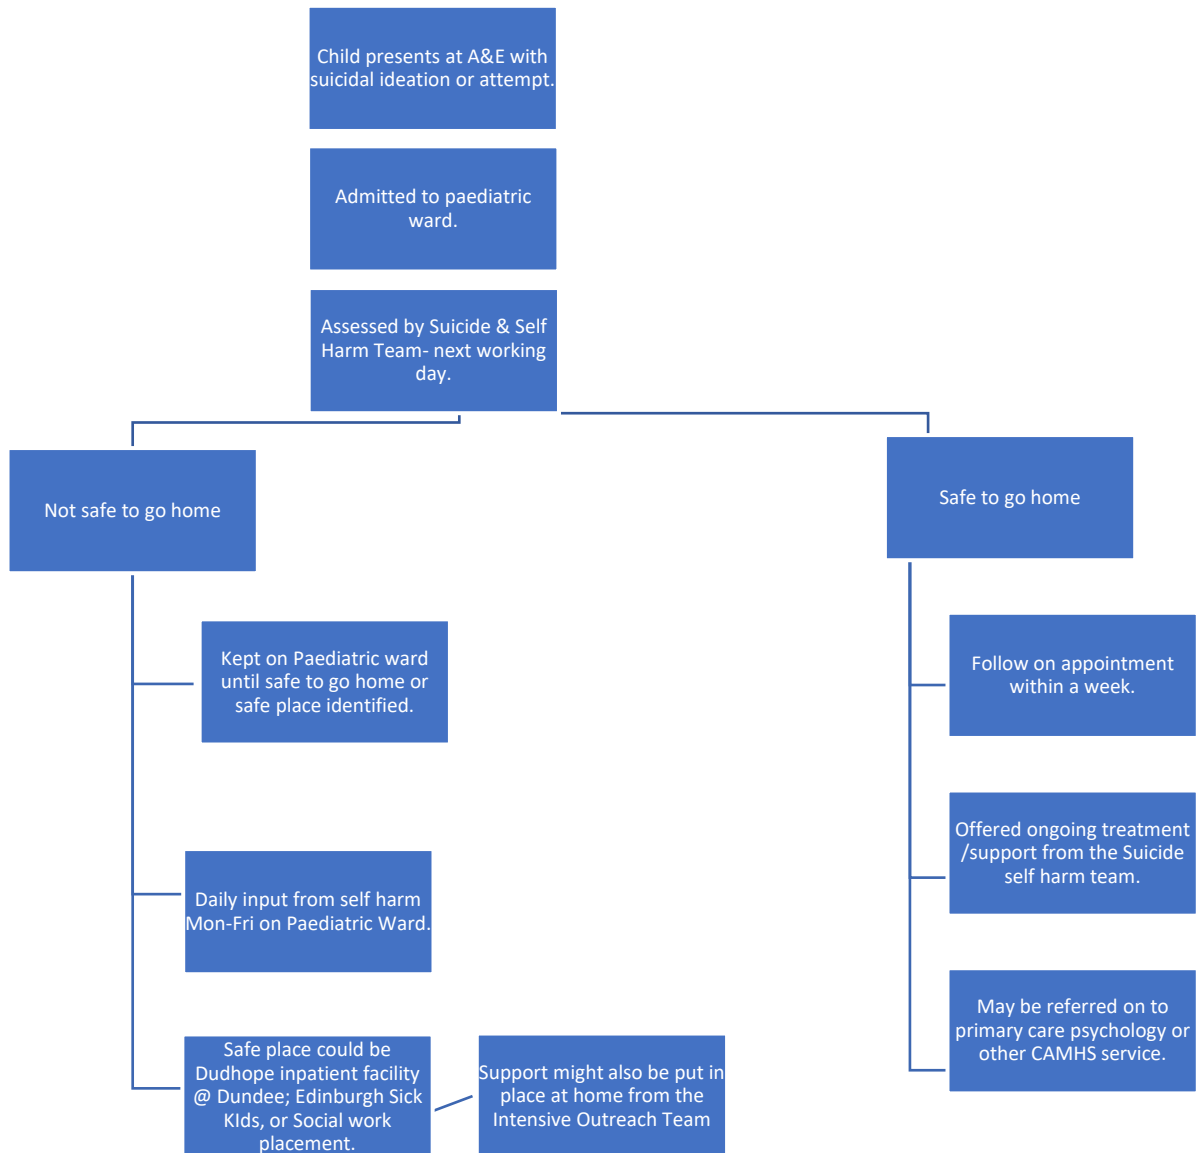 Child presents at A&E with
suicidal ideation or attempt.
Admitted to paediatric
ward.
Assessed by Suicide & Self
Harm Team- next working
day.
Not safe to go home
Safe to go home
Kept on Paediatric ward
until safe to go home or
safe place identified.
Follow on appointment
within a week.
Daily input from self harm
Mon-Fri on Paediatric Ward.
Offered ongoing treatment
/support from the Suicide
self harm team.
Safe place could be
Dudhope inpatient facility
@ Dundee; Edinburgh Sick
KIds, or Social work
placement.
Support might also be put in
place at home from the
Intensive Outreach Team
May be referred on to
primary care psychology or
other CAMHS service.